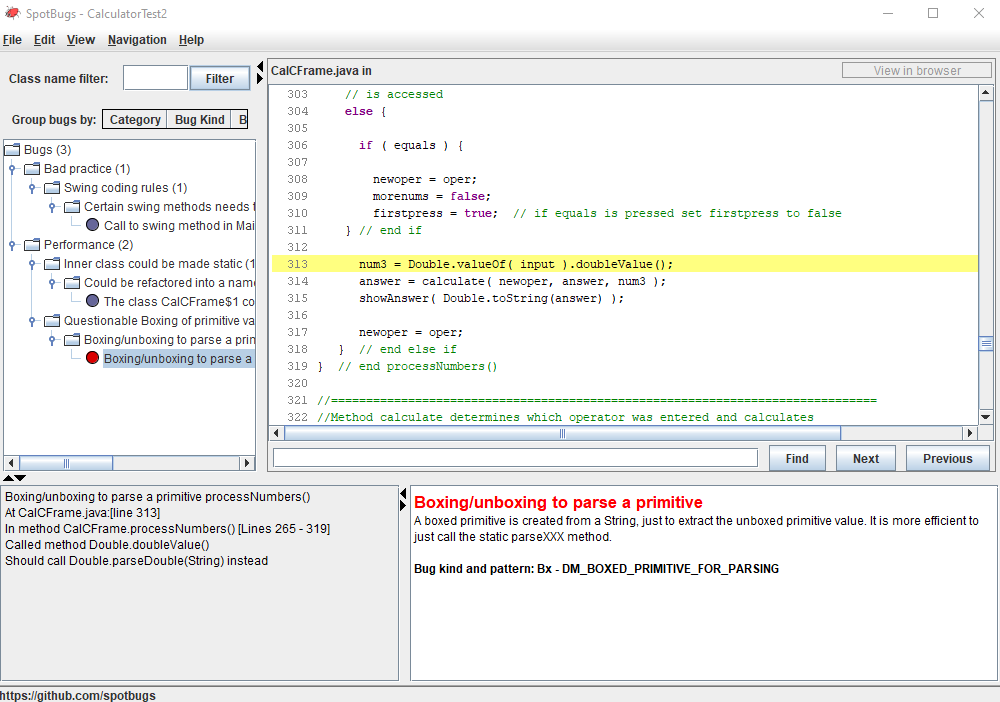 SpotBugs - CalculatorTest2
File Edit View Navigation Help
Class name filter: Filter
Group bugs by: Category Bug Kind B
Bugs (3)
Bad practice (1)
Swing coding rules (1)
Certain swing methods needs t
Call to swing method in Mai
Performance (2)
Inner class could be made static (1
Could be refactored into a name
The class CalCFrame$1 co
Questionable Boxing of primitive va
Boxing/unboxing to parse a prin
Boxing/unboxing to parse a
CalCFrame.java in View in browser
303 // is accessed
304 else {
305
306 if ( equals ) {
307
308 newoper = oper;
309 morenums = false;
310 firstpress = true; // if equals is pressed set firstpress to false
311 } // end if
312
313 num3 = Double.valueOf( input ).doubleValue();
314 answer = calculate( newoper, answer, num3 );
315 showAnswer( Double.toString(answer) );
316
317 newoper = oper;
318 } // end else if
319 } // end processNumbers()
320
321 //==============================================================================
322 //Method calculate determines which operator was entered and calculates
Find Next Previous
Boxing/unboxing to parse a primitive processNumbers()
At CalCFrame.java:[line 313]
In method CalCFrame.processNumbers() [Lines 265 - 319]
Called method Double.doubleValue()
Should call Double.parseDouble(String) instead
Boxing/unboxing to parse a primitive
A boxed primitive is created from a String, just to extract the unboxed primitive value. It is more efficient to
just call the static parseXXX method.
Bug kind and pattern: Bx - DM_BOXED_PRIMITIVE_FOR_PARSING
https://github.com/spotbugs